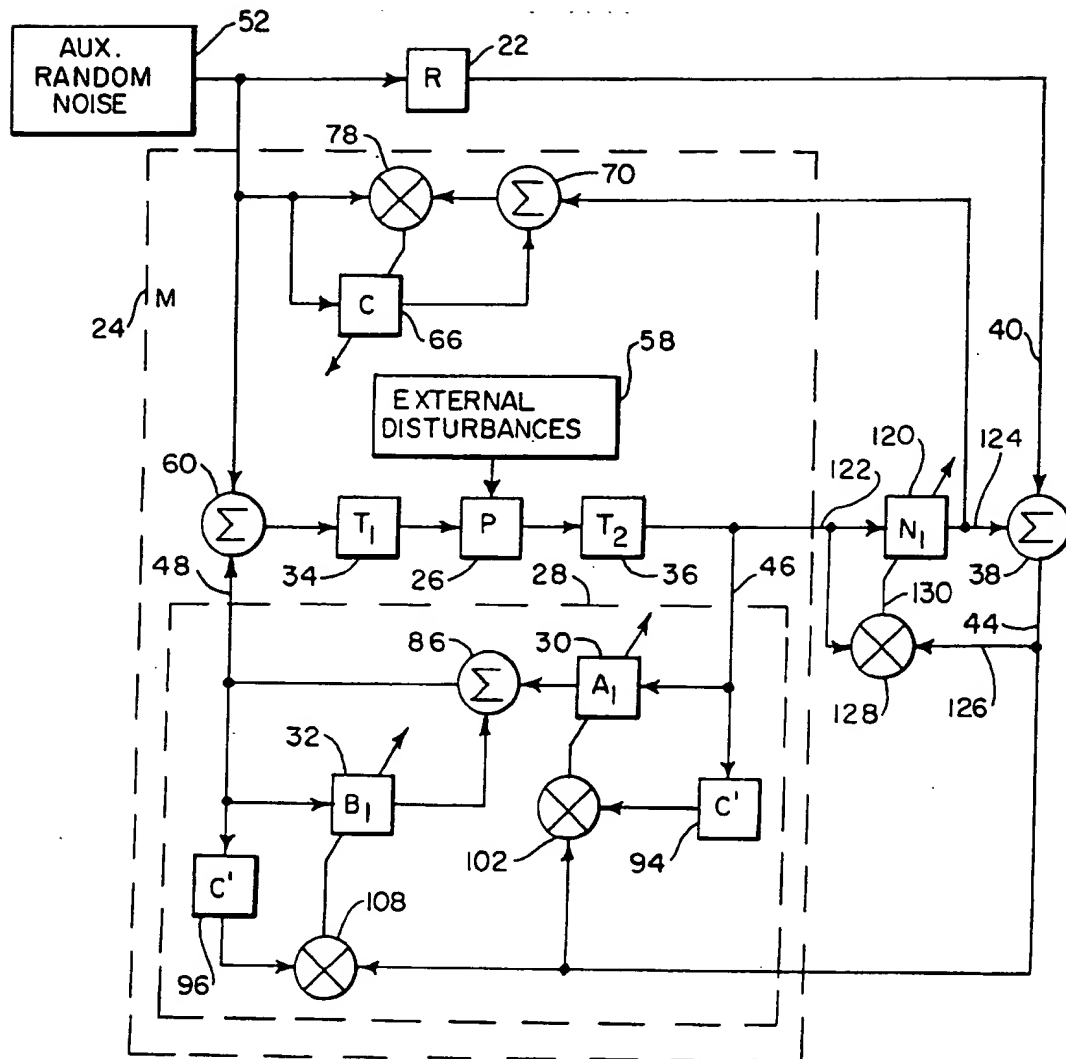 52
AUX.
RANDOM
NOISE
22
R
78
70
Σ
24
M
C
66
40
58
EXTERNAL
DISTURBANCES
60
Σ
T1
34
P
26
T2
36
122
120
N1
124
Σ
38
48
28
46
130
44
86
Σ
30
A1
128
126
32
B1
102
C'
94
C'
96
108